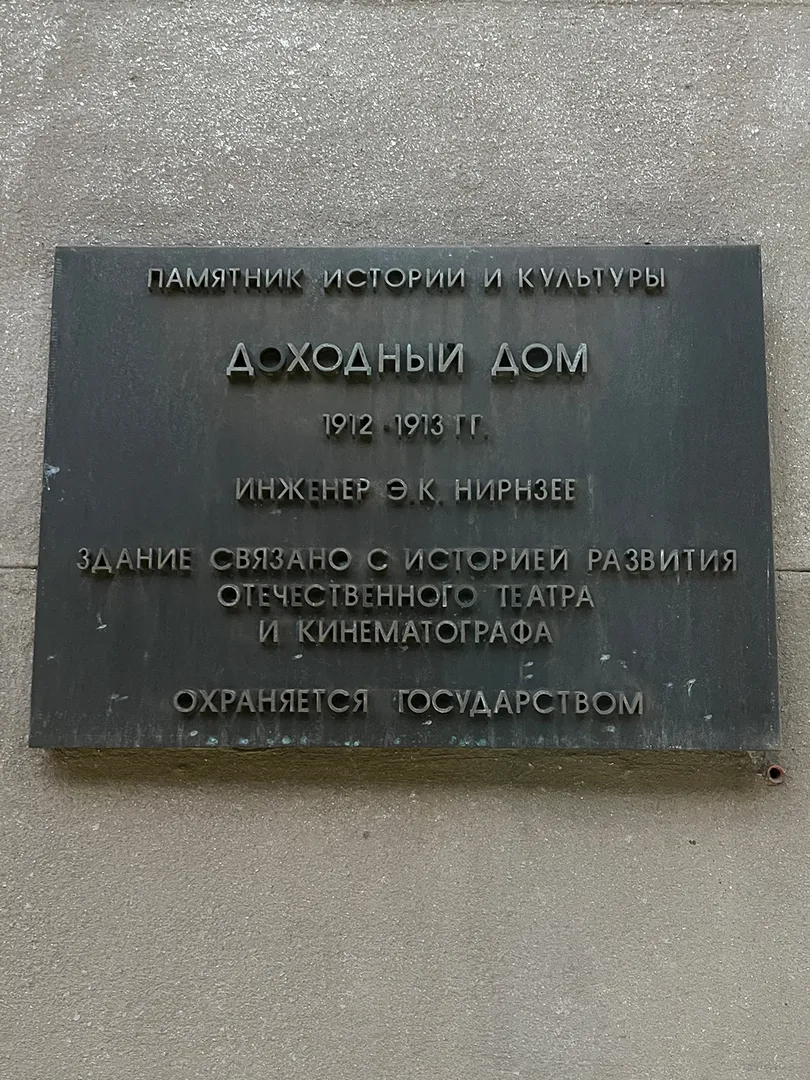 ПАМЯТНИК ИСТОРИИ И КУЛЬТУРЫ
ДОХОДНЫЙ ДОМ
1912-1913 ГГ.
ИНЖЕНЕР Э.К. НИРНЗЕЕ
ЗДАНИЕ СВЯЗАНО С ИСТОРИЕЙ РАЗВИТИЯ
ОТЕЧЕСТВЕННОГО ТЕАТРА
И КИНЕМАТОГРАФА
ОХРАНЯЕТСЯ ГОСУДАРСТВОМ